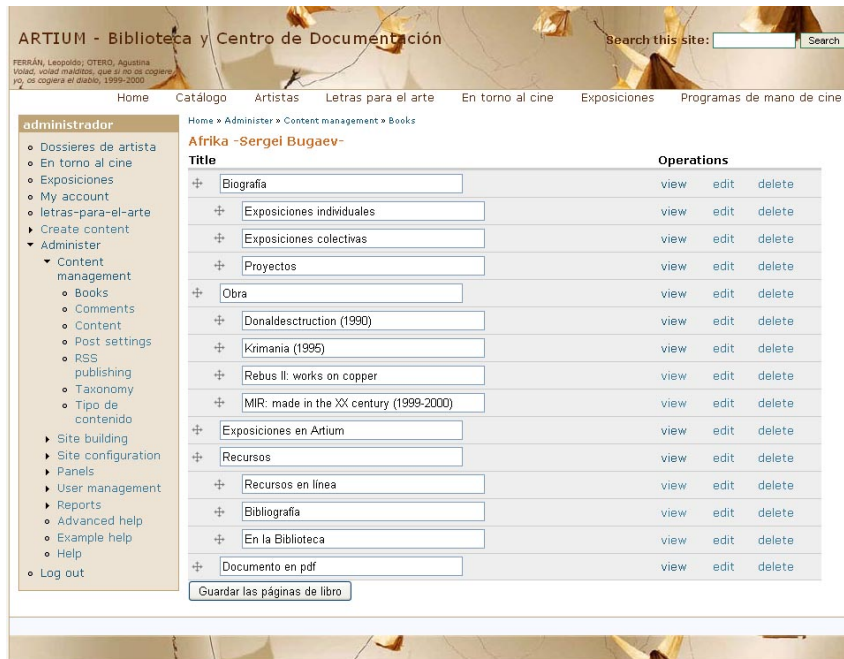 ARTIUM - Biblioteca y Centro de Documentación
Search this site:
Search
FERRÁN, Leopoldo; OTERO, Agustina
Volad, volad malditos, que si no os cogiere
yo, os cogiera el diablo, 1999-2000
Home Catálogo Artistas Letras para el arte En torno al cine Exposiciones Programas de mano de cine
administrador
Dossieres de artista
En torno al cine
Exposiciones
My account
letras-para-el-arte
Create content
Administer
Content
management
Books
Comments
Content
Post settings
RSS
publishing
Taxonomy
Tipo de
contenido
Site building
Site configuration
Panels
User management
Reports
Advanced help
Example help
Help
Log out
Home » Administer » Content management » Books
Afrika -Sergei Bugaev-
Title Operations
Biografía view edit delete
Exposiciones individuales view edit delete
Exposiciones colectivas view edit delete
Proyectos view edit delete
Obra view edit delete
Donaldesctruction (1990) view edit delete
Krimania (1995) view edit delete
Rebus II: works on copper view edit delete
MIR: made in the XX century (1999-2000) view edit delete
Exposiciones en Artium view edit delete
Recursos view edit delete
Recursos en línea view edit delete
Bibliografía view edit delete
En la Biblioteca view edit delete
Documento en pdf view edit delete
Guardar las páginas de libro